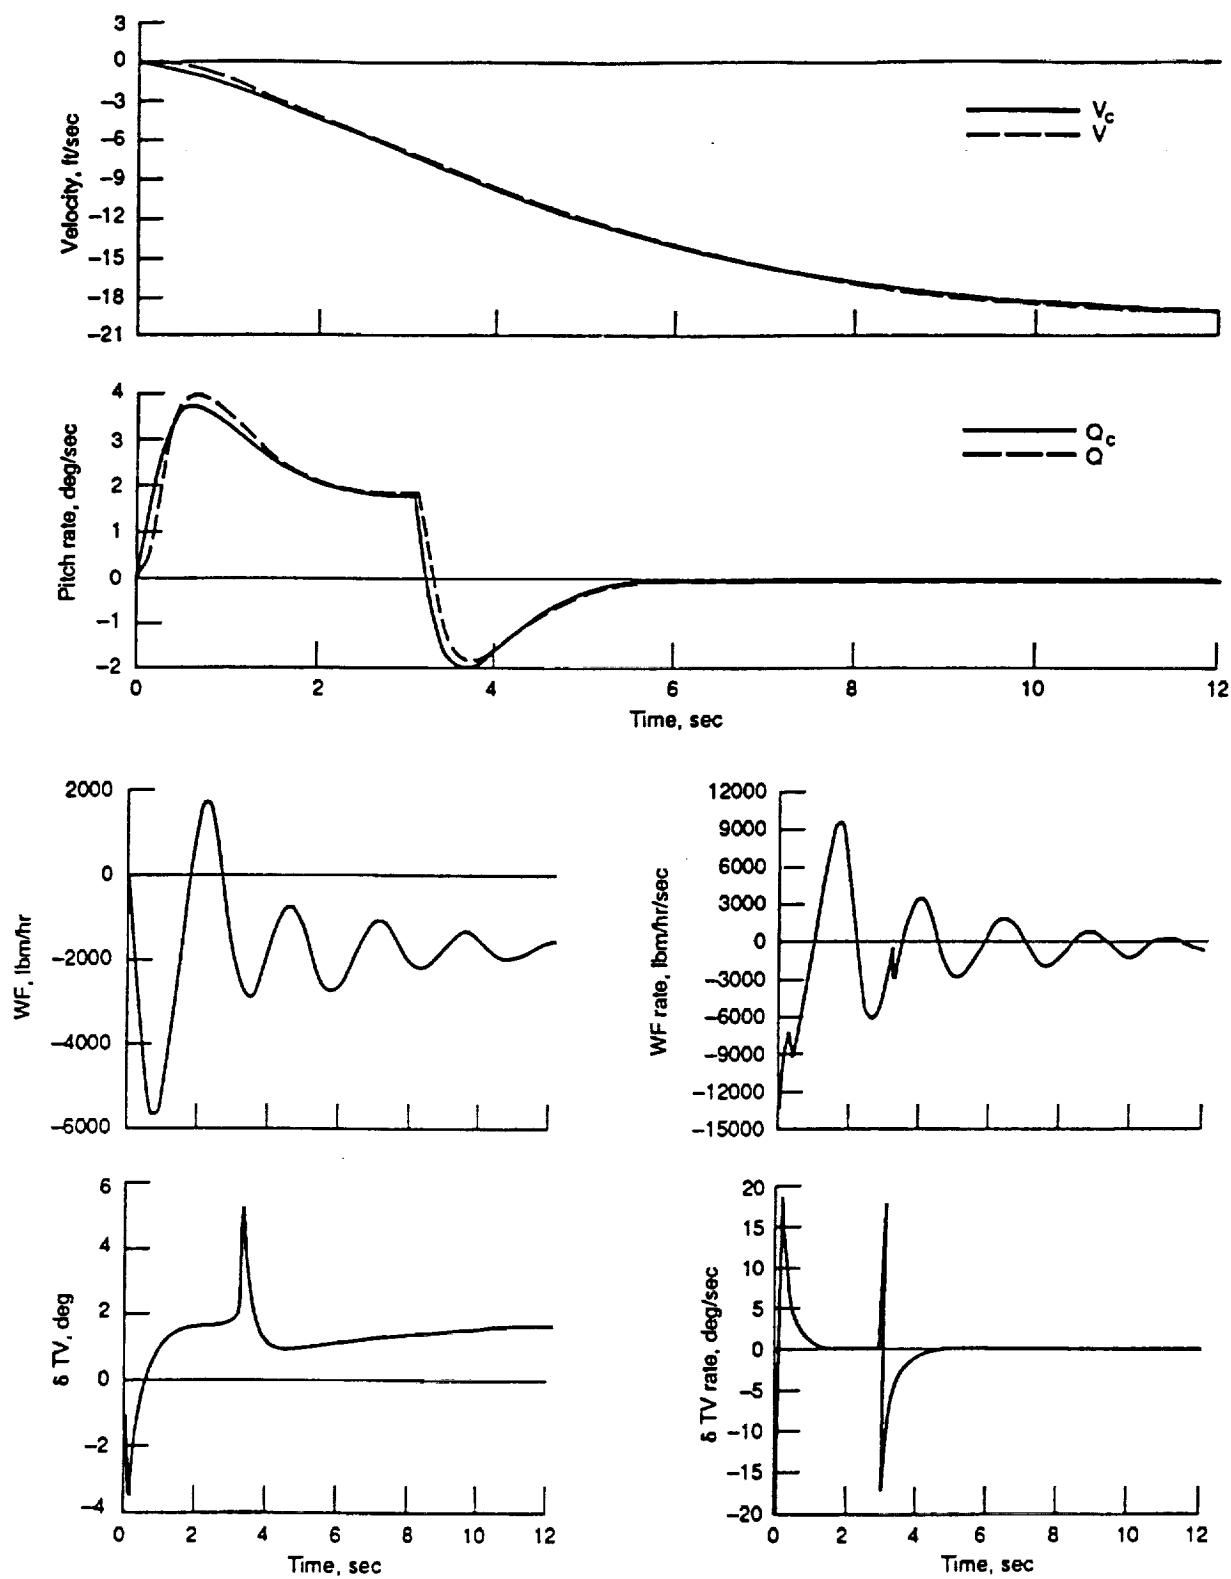 3
0
−3
−6
−9
−12
−15
−18
−21
Velocity, ft/sec
V_c
V
4
3
2
1
0
−1
−2
Pitch rate, deg/sec
Q_c
Q
0 2 4 6 8 10 12
Time, sec
2000
0
−2000
−4000
−6000
WF, lbm/hr
12000
9000
6000
3000
0
−3000
−6000
−9000
−12000
−15000
WF rate, lbm/hr/sec
6
4
2
0
−2
−4
δ TV, deg
0 2 4 6 8 10 12
Time, sec
20
15
10
5
0
−5
−10
−15
−20
δ TV rate, deg/sec
0 2 4 6 8 10 12
Time, sec